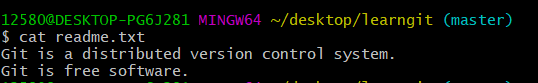 12580@DESKTOP-PG6J281 MINGW64 ~/desktop/learngit (master)
$ cat readme.txt
Git is a distributed version control system.
Git is free software.